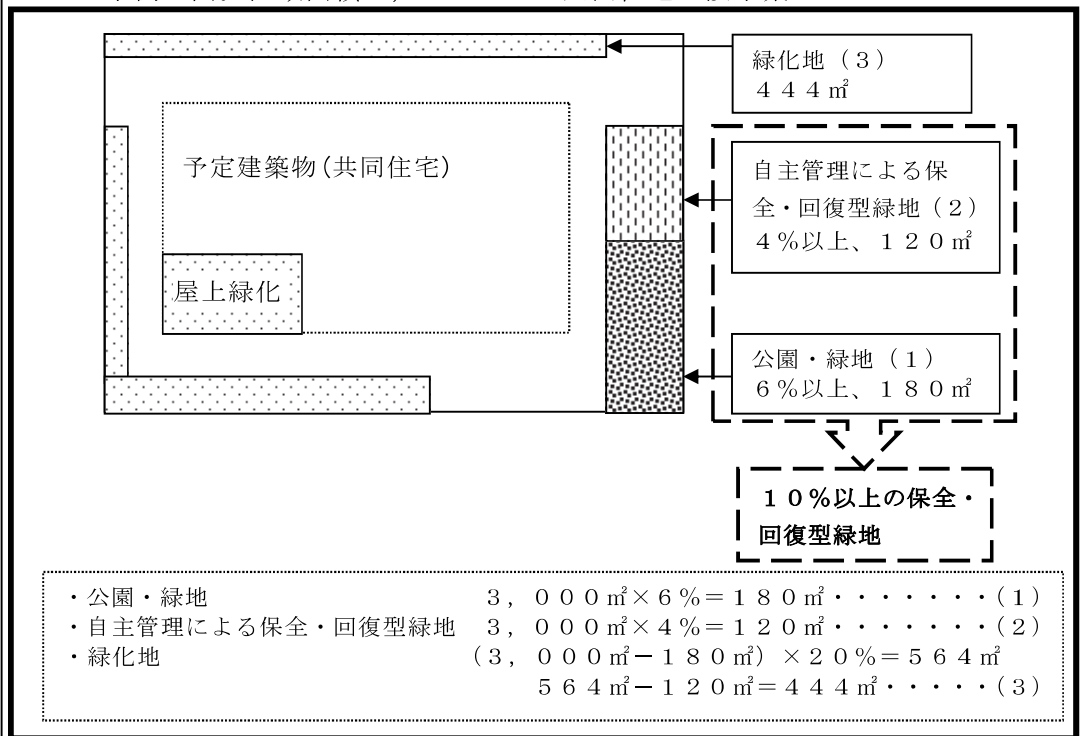 緑化地（３）
４４４㎡
予定建築物(共同住宅)
自主管理による保
全・回復型緑地（２）
４％以上、１２０㎡
屋上緑化
公園・緑地（１）
６％以上、１８０㎡
１０％以上の保全・
回復型緑地
・公園・緑地　３，０００㎡×６％＝１８０㎡・・・・・・・(１)
・自主管理による保全・回復型緑地　３，０００㎡×４％＝１２０㎡・・・・・・・(２)
・緑化地　（３，０００㎡－１８０㎡）×２０％＝５６４㎡
５６４㎡－１２０㎡＝４４４㎡・・・・・(３)